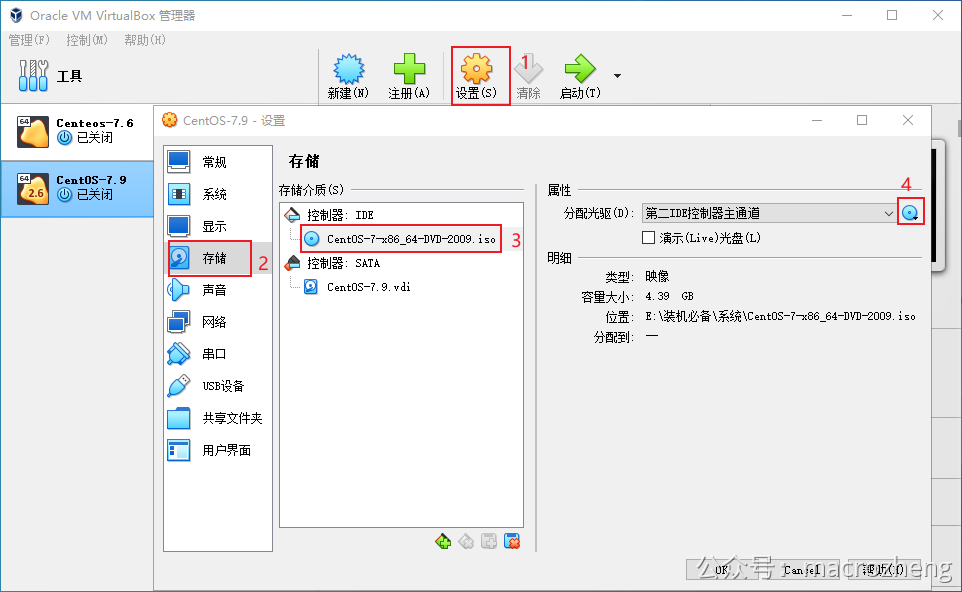 Oracle VM VirtualBox 管理器
管理(F) 控制(M) 帮助(H)
工具
新建(N) 注册(A) 设置(S) 1 清除 启动(T)
64 Centeos-7.6
已关闭
64 2.6 CentOS-7.9
已关闭
CentOS-7.9 - 设置
常规
系统
显示
存储 2
声音
网络
串口
USB设备
共享文件夹
用户界面
存储
存储介质(S)
控制器: IDE
CentOS-7-x86_64-DVD-2009.iso 3
控制器: SATA
CentOS-7.9.vdi
属性
4
分配光驱(D): 第二IDE控制器主通道
演示(Live)光盘(L)
明细
类型: 映像
容量大小: 4.39 GB
位置: E:\装机必备\系统\CentOS-7-x86_64-DVD-2009.iso
分配到: —
OK Cancel
公众号：macrozheng